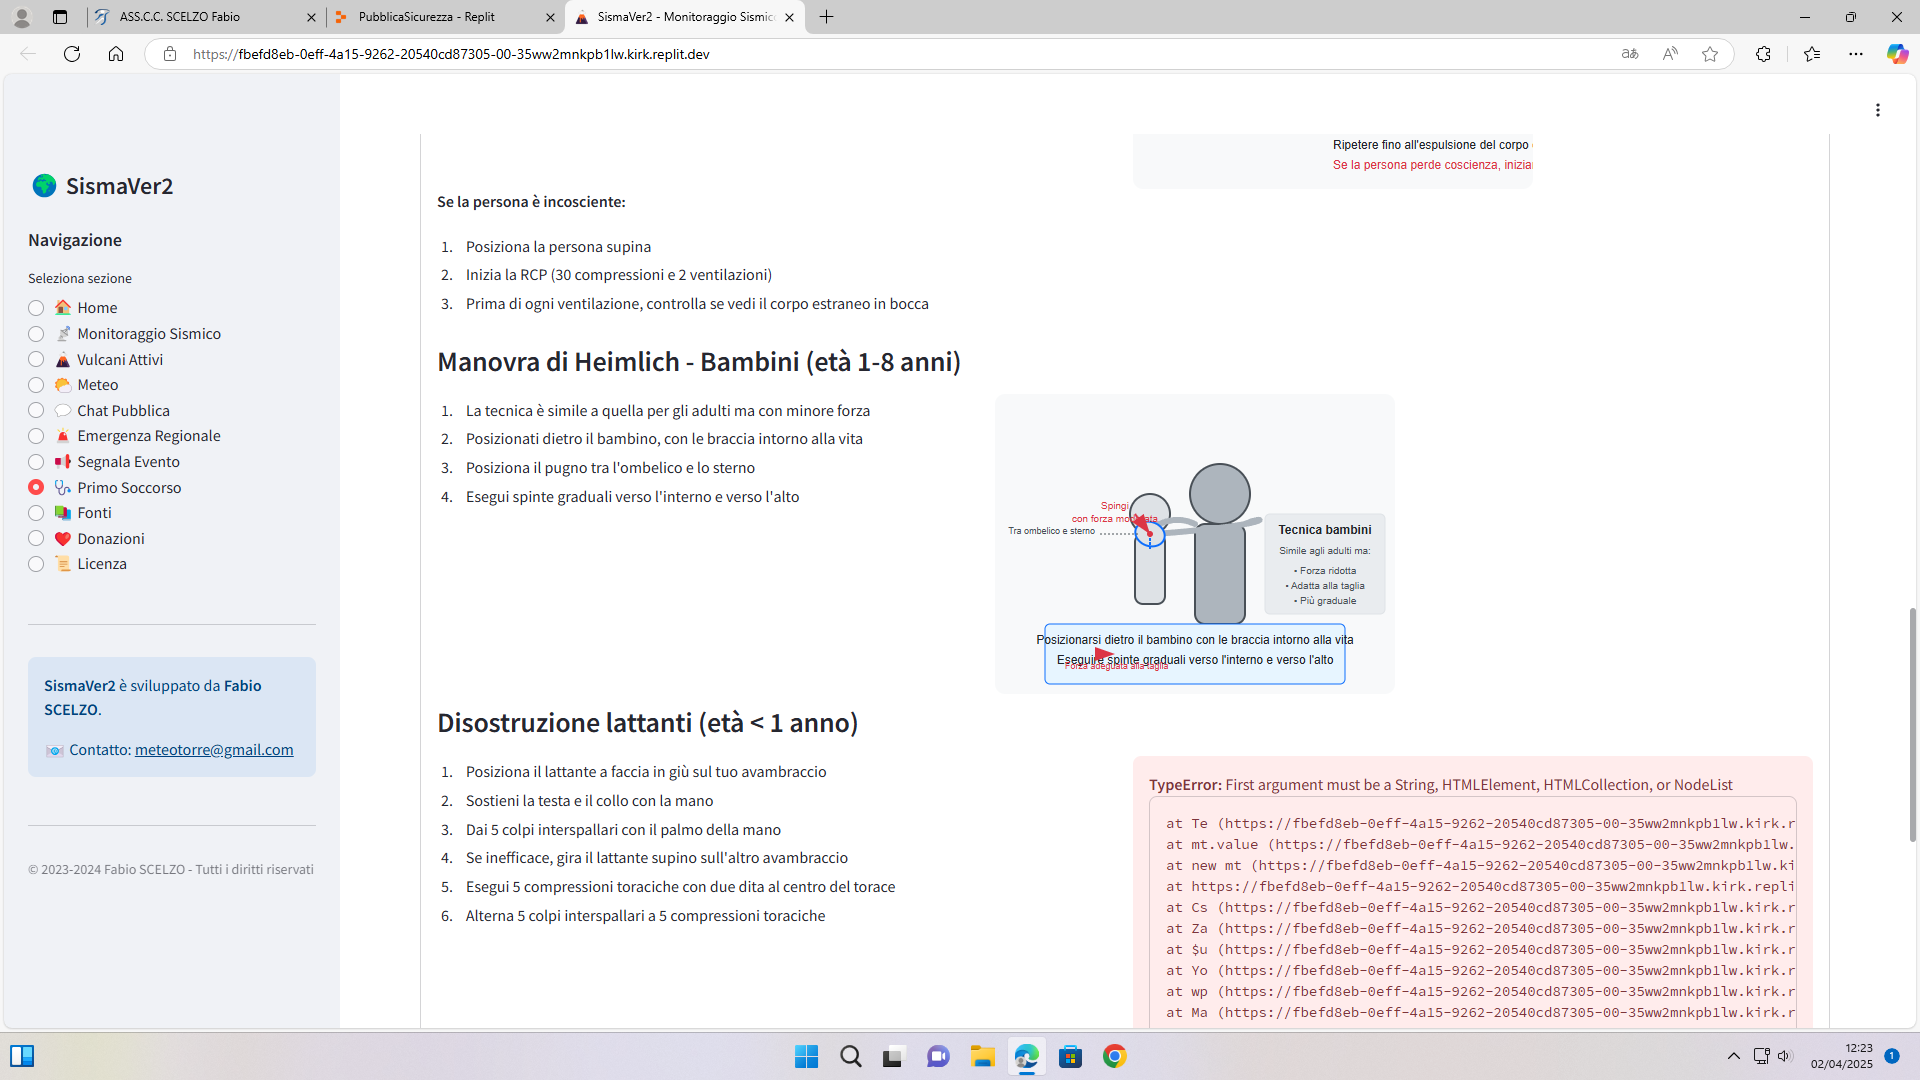 ASS.C.C. SCELZO Fabio
PubblicaSicurezza - Replit
SismaVer2 - Monitoraggio Sismico
https://fbefd8eb-0eff-4a15-9262-20540cd87305-00-35ww2mnkpb1lw.kirk.replit.dev
SismaVer2
Navigazione
Seleziona sezione
Home
Monitoraggio Sismico
Vulcani Attivi
Meteo
Chat Pubblica
Emergenza Regionale
Segnala Evento
Primo Soccorso
Fonti
Donazioni
Licenza
SismaVer2 è sviluppato da Fabio
SCELZO.
Contatto: meteotorre@gmail.com
© 2023-2024 Fabio SCELZO - Tutti i diritti riservati
Ripetere fino all'espulsione del corpo
Se la persona perde coscienza, inizia
Se la persona è incosciente:
1. Posiziona la persona supina
2. Inizia la RCP (30 compressioni e 2 ventilazioni)
3. Prima di ogni ventilazione, controlla se vedi il corpo estraneo in bocca
Manovra di Heimlich - Bambini (età 1-8 anni)
1. La tecnica è simile a quella per gli adulti ma con minore forza
2. Posizionati dietro il bambino, con le braccia intorno alla vita
3. Posiziona il pugno tra l'ombelico e lo sterno
4. Esegui spinte graduali verso l'interno e verso l'alto
Spingi
con forza moderata
Tra ombelico e sterno
Tecnica bambini
Simile agli adulti ma:
• Forza ridotta
• Adatta alla taglia
• Più graduale
Posizionarsi dietro il bambino con le braccia intorno alla vita
Eseguire spinte graduali verso l'interno e verso l'alto
Forza adeguata alla taglia
Disostruzione lattanti (età < 1 anno)
1. Posiziona il lattante a faccia in giù sul tuo avambraccio
2. Sostieni la testa e il collo con la mano
3. Dai 5 colpi interspallari con il palmo della mano
4. Se inefficace, gira il lattante supino sull'altro avambraccio
5. Esegui 5 compressioni toraciche con due dita al centro del torace
6. Alterna 5 colpi interspallari a 5 compressioni toraciche
TypeError: First argument must be a String, HTMLElement, HTMLCollection, or NodeList
at Te (https://fbefd8eb-0eff-4a15-9262-20540cd87305-00-35ww2mnkpb1lw.kirk.r
at mt.value (https://fbefd8eb-0eff-4a15-9262-20540cd87305-00-35ww2mnkpb1lw.
at new mt (https://fbefd8eb-0eff-4a15-9262-20540cd87305-00-35ww2mnkpb1lw.ki
at https://fbefd8eb-0eff-4a15-9262-20540cd87305-00-35ww2mnkpb1lw.kirk.repli
at Cs (https://fbefd8eb-0eff-4a15-9262-20540cd87305-00-35ww2mnkpb1lw.kirk.r
at Za (https://fbefd8eb-0eff-4a15-9262-20540cd87305-00-35ww2mnkpb1lw.kirk.r
at $u (https://fbefd8eb-0eff-4a15-9262-20540cd87305-00-35ww2mnkpb1lw.kirk.r
at Yo (https://fbefd8eb-0eff-4a15-9262-20540cd87305-00-35ww2mnkpb1lw.kirk.r
at wp (https://fbefd8eb-0eff-4a15-9262-20540cd87305-00-35ww2mnkpb1lw.kirk.r
at Ma (https://fbefd8eb-0eff-4a15-9262-20540cd87305-00-35ww2mnkpb1lw.kirk.r
12:23
02/04/2025
1